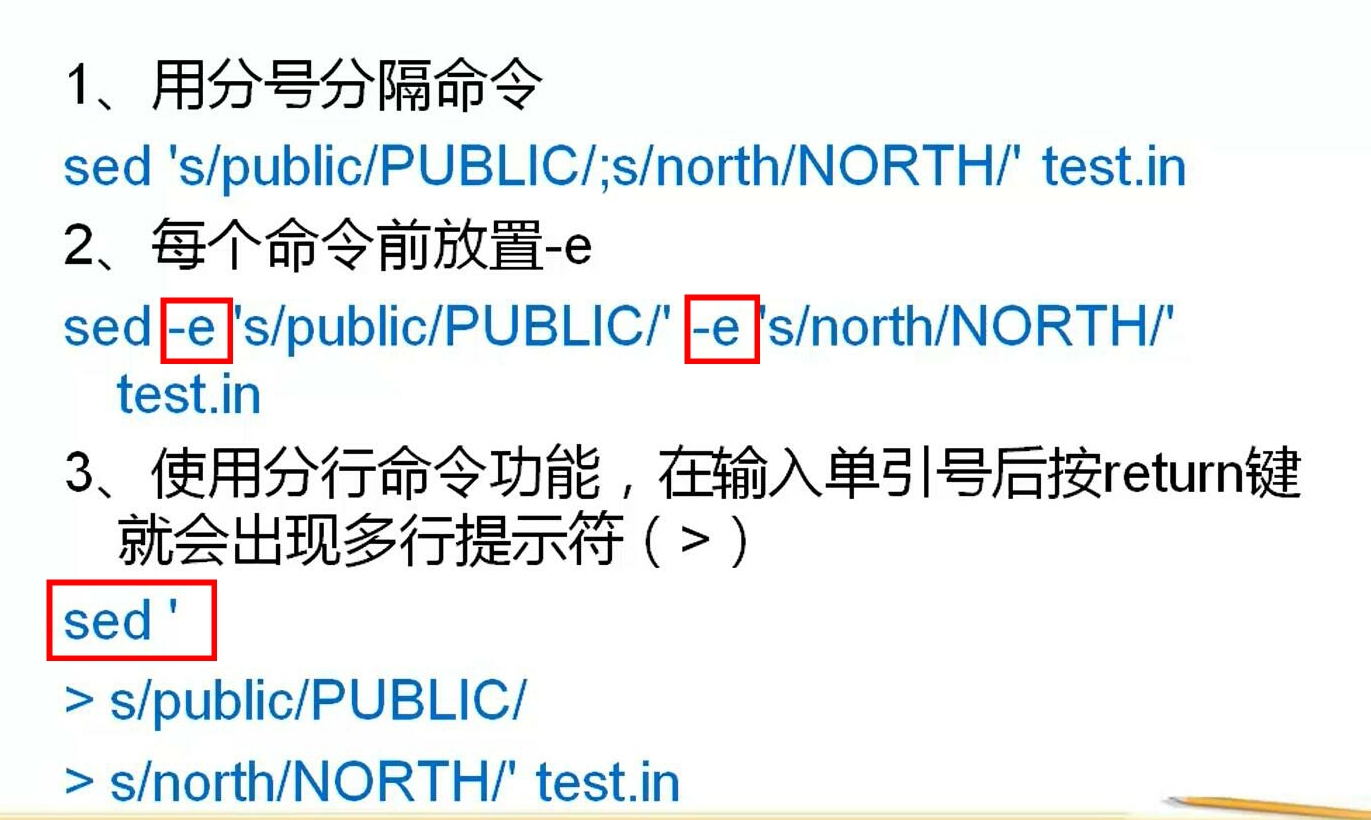 1、用分号分隔命令
sed 's/public/PUBLIC/;s/north/NORTH/' test.in
2、每个命令前放置-e
sed -e 's/public/PUBLIC/' -e 's/north/NORTH/'
test.in
3、使用分行命令功能，在输入单引号后按return键
就会出现多行提示符（>）
sed '
> s/public/PUBLIC/
> s/north/NORTH/' test.in